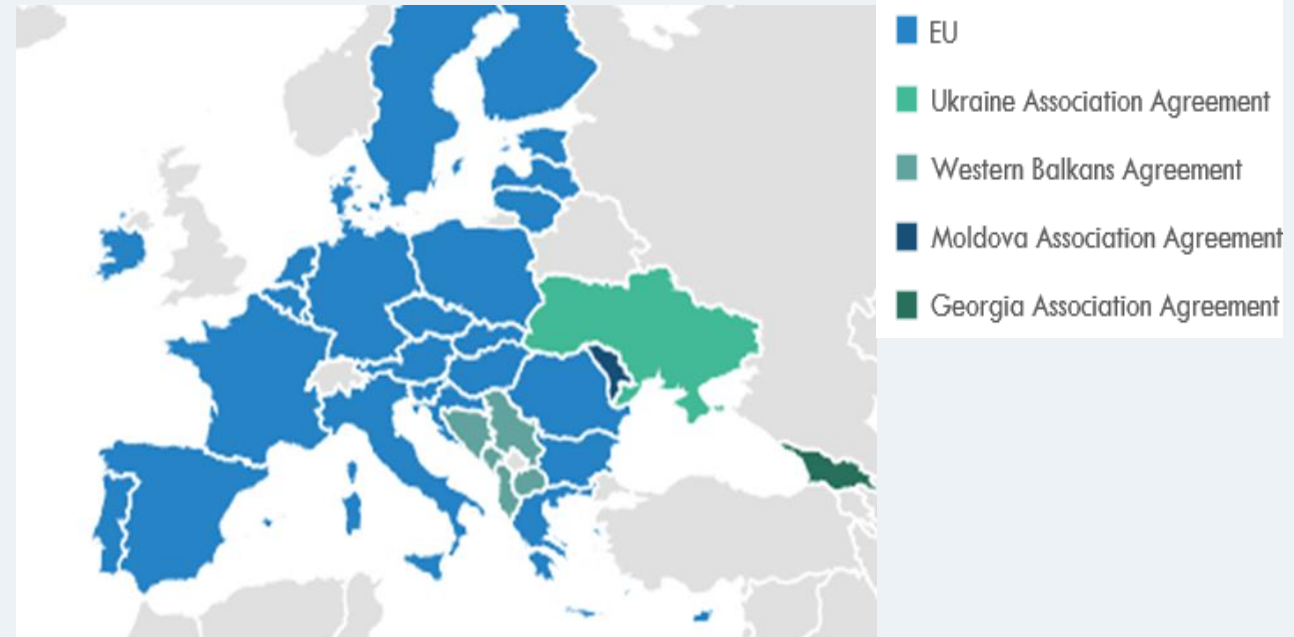 EU
Ukraine Association Agreement
Western Balkans Agreement
Moldova Association Agreement
Georgia Association Agreement